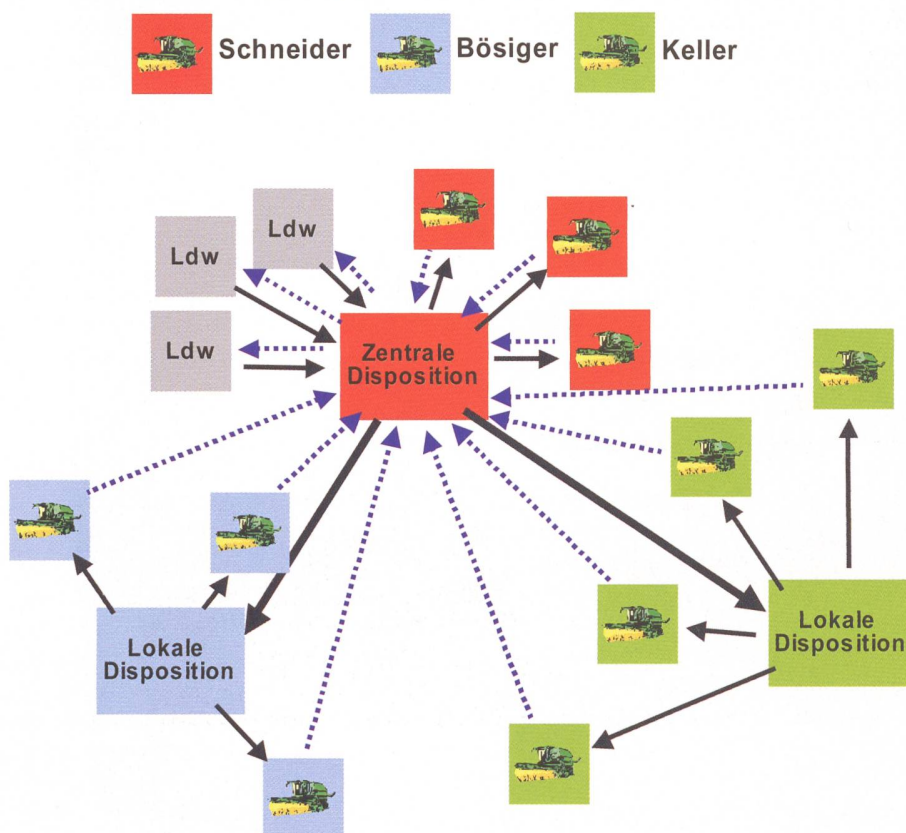 Schneider Bösiger Keller
Ldw
Ldw
Ldw
Zentrale
Disposition
Lokale
Disposition
Lokale
Disposition